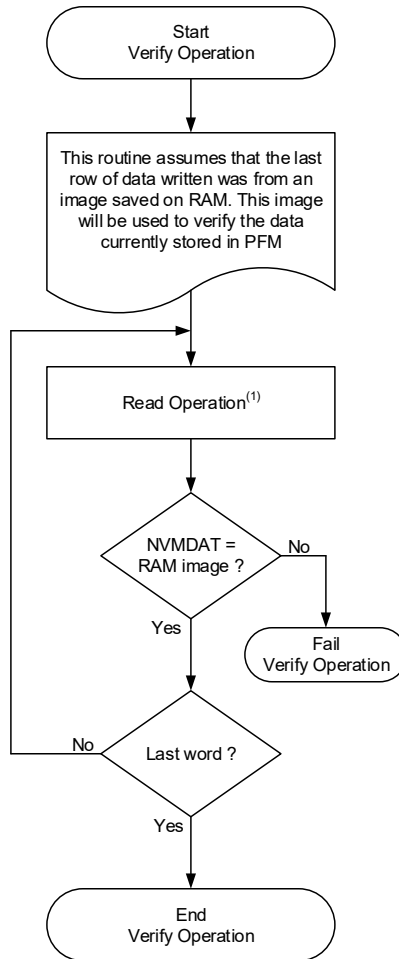 Start
Verify Operation
This routine assumes that the last
row of data written was from an
image saved on RAM. This image
will be used to verify the data
currently stored in PFM
Read Operation(1)
NVMDAT =
RAM image ?
No
Yes
Fail
Verify Operation
No
Last word ?
Yes
End
Verify Operation